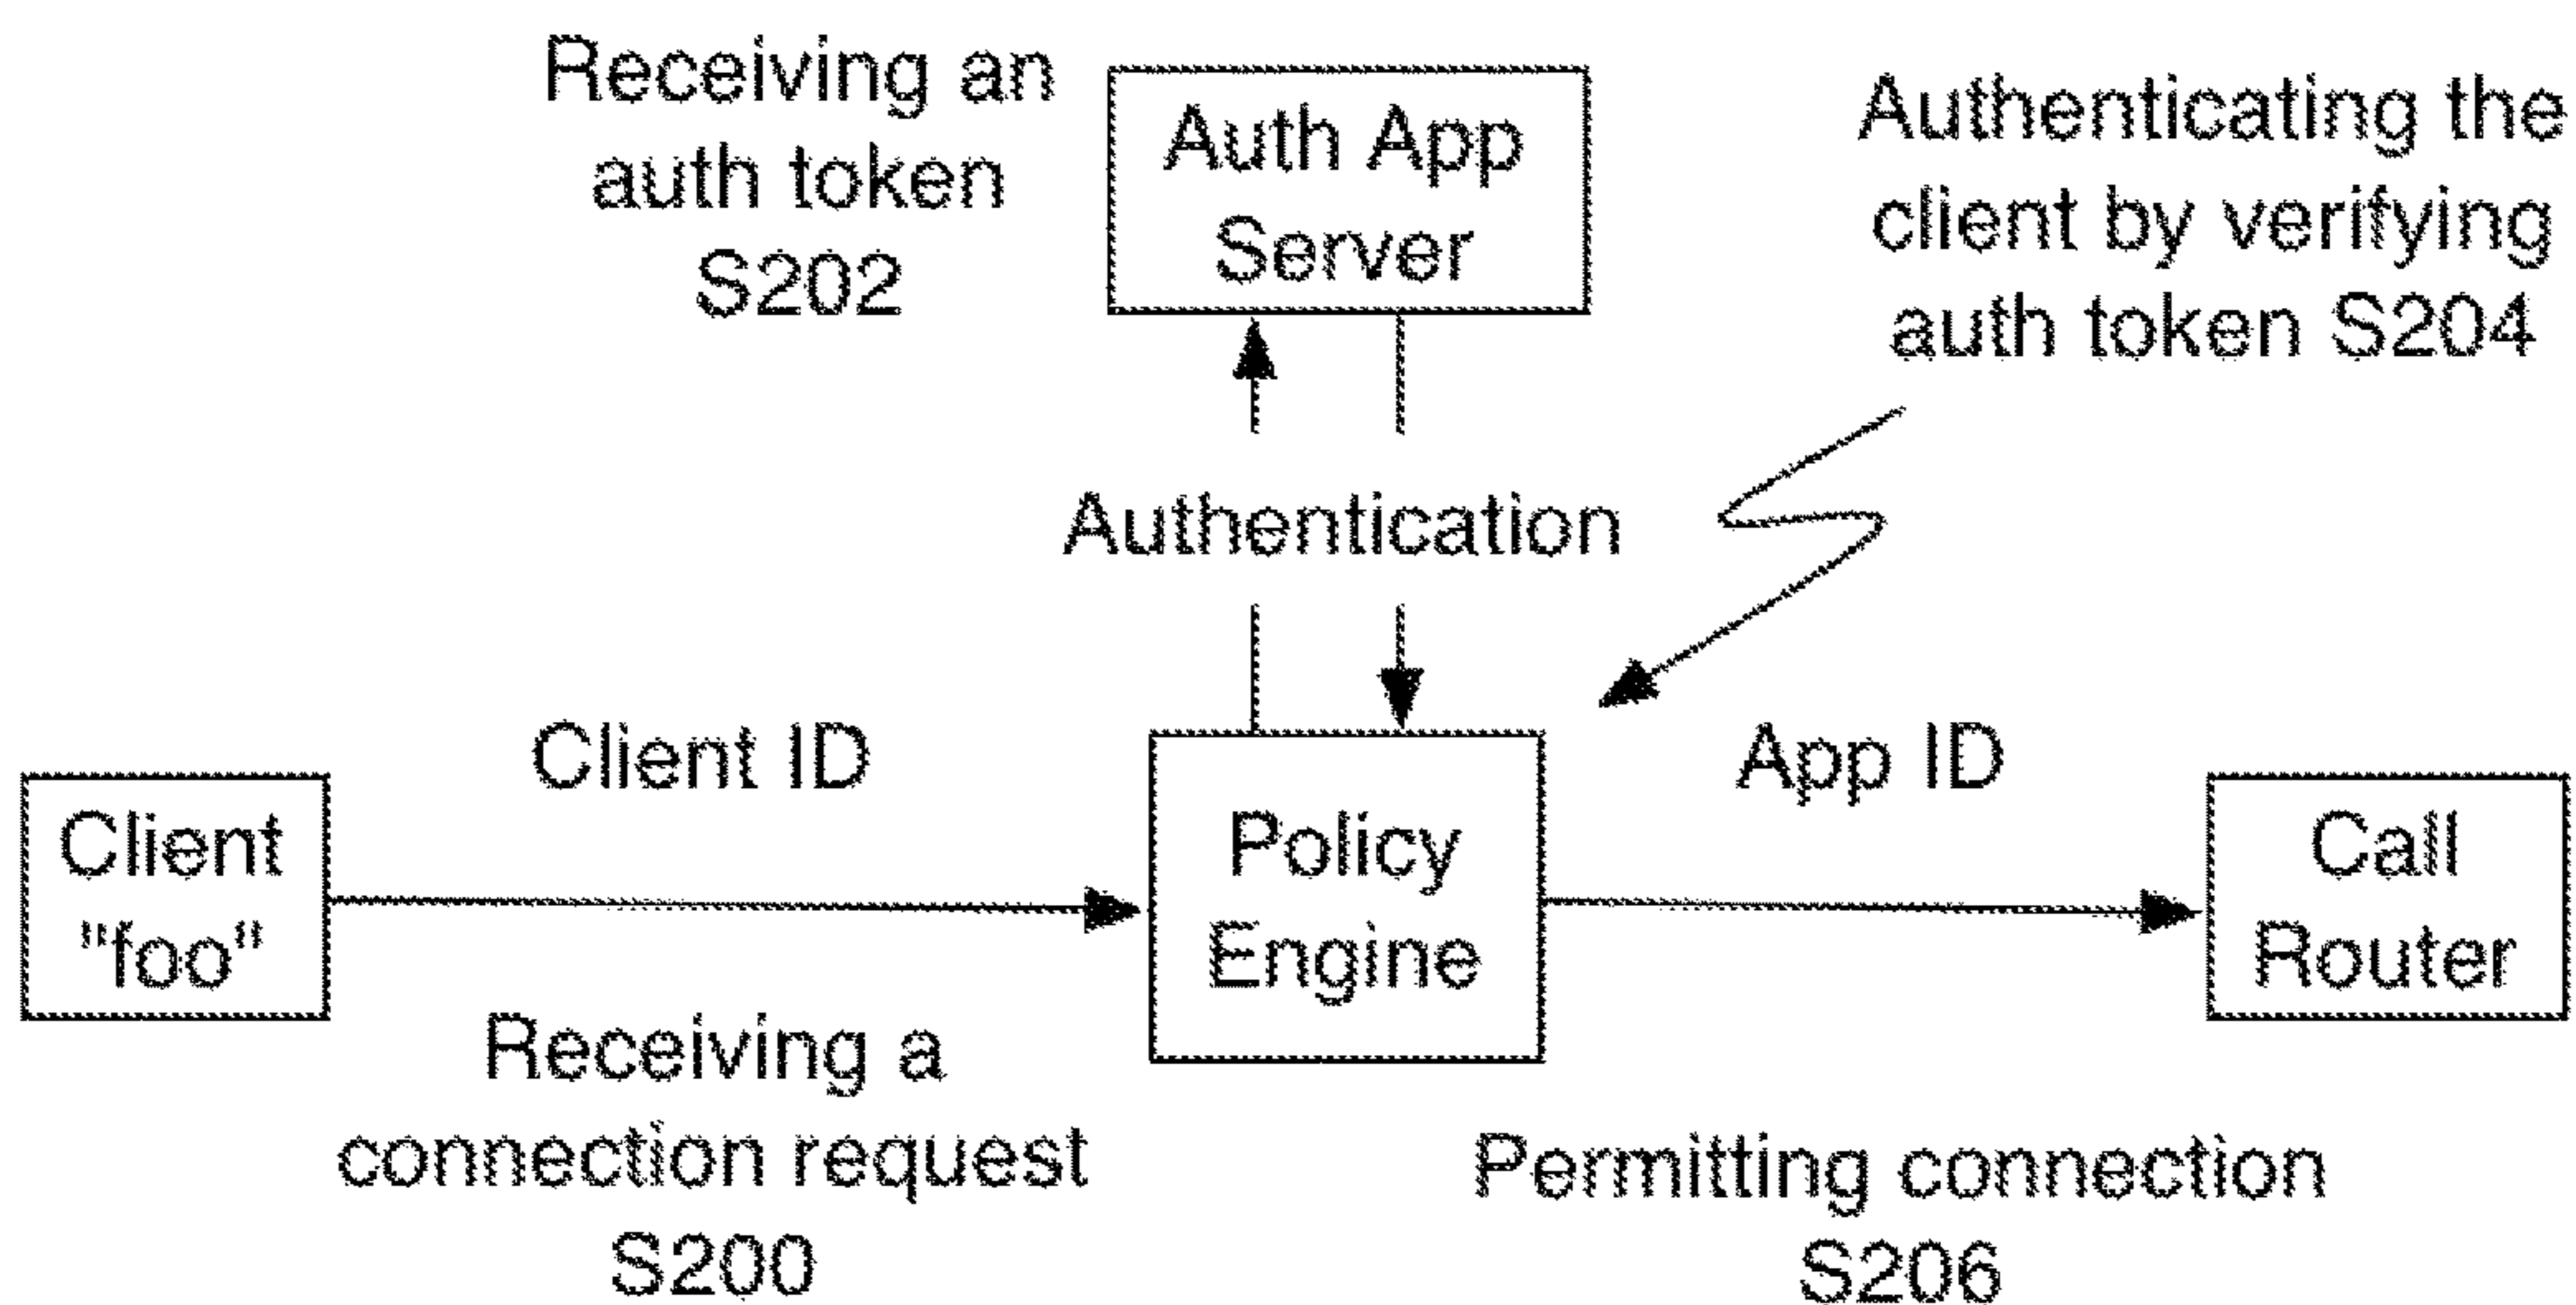 Receiving an
auth token
S202
Auth App
Server
Authenticating the
client by verifying
auth token S204
Authentication
Client ID
App ID
Client
"foo"
Policy
Engine
Call
Router
Receiving a
connection request
S200
Permitting connection
S206